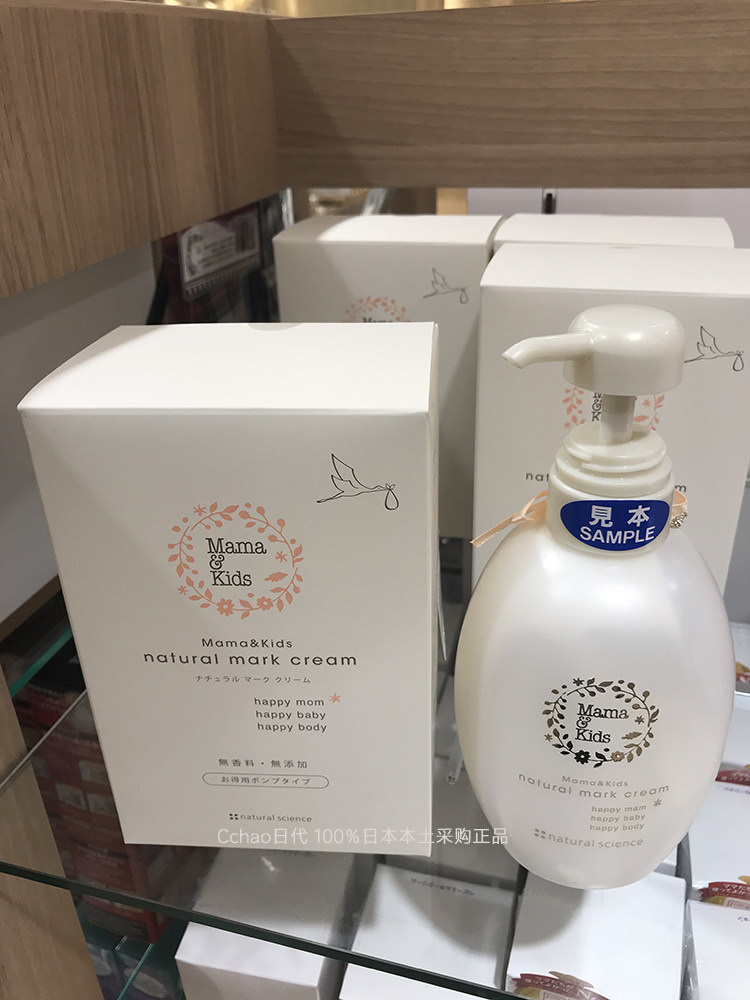 Mama
&
Kids
Mama&Kids
natural mark cream
ナチュラル マーク クリーム
happy mom
happy baby
happy body
無香料・無添加
お得用ポンプタイプ
natural science
Cchao日代 100%日本本土采购正品
見本
SAMPLE
Mama
&
Kids
Mama&Kids
natural mark cream
happy mam
happy baby
happy body
natural science